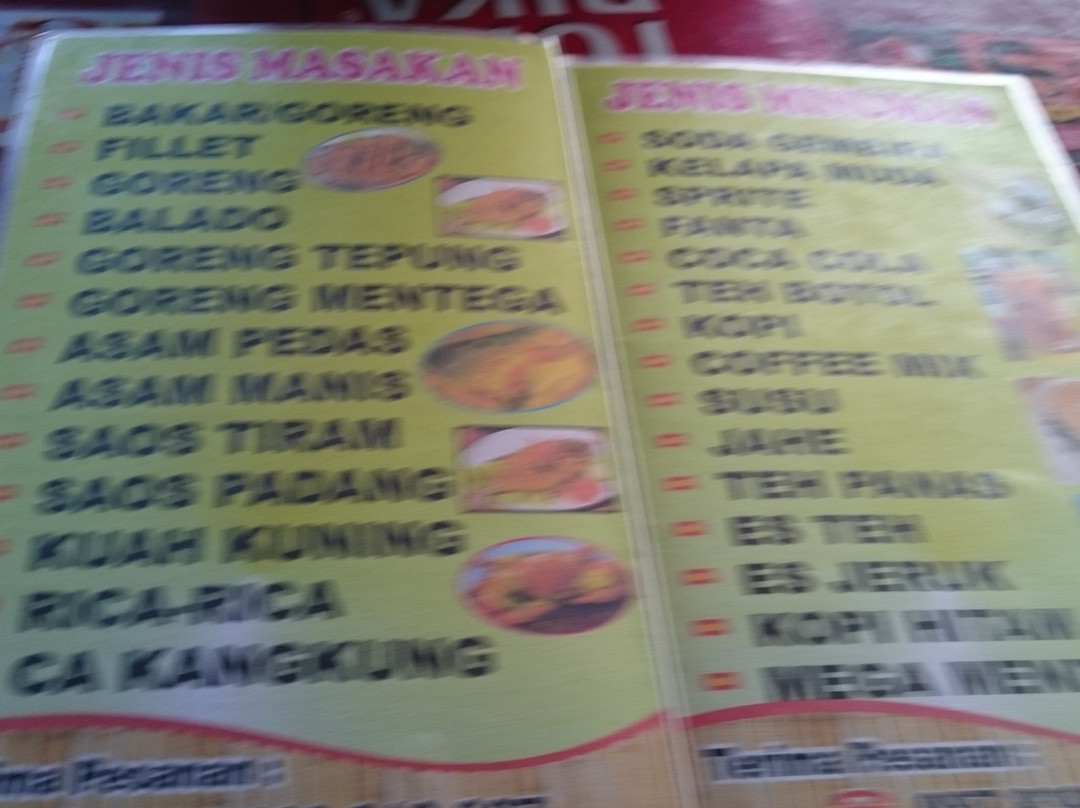 JENIS MASAKAN
BAKAR/GORENG
FILLET
GORENG
BALADO
GORENG TEPUNG
GORENG MENTEGA
ASAM PEDAS
ASAM MANIS
SAOS TIRAM
SAOS PADANG
KUAH KUNING
RICA-RICA
CA KANGKUNG
Pesanan :
JENIS MINUMAN
SODA GEMBIRA
KELAPA MUDA
SPRITE
FANTA
COCA COLA
TEH BOTOL
KOPI
COFFEE MIX
SUSU
JAHE
TEH PANAS
ES TEH
ES JERUK
KOPI HITAM
Terima Pesanan :